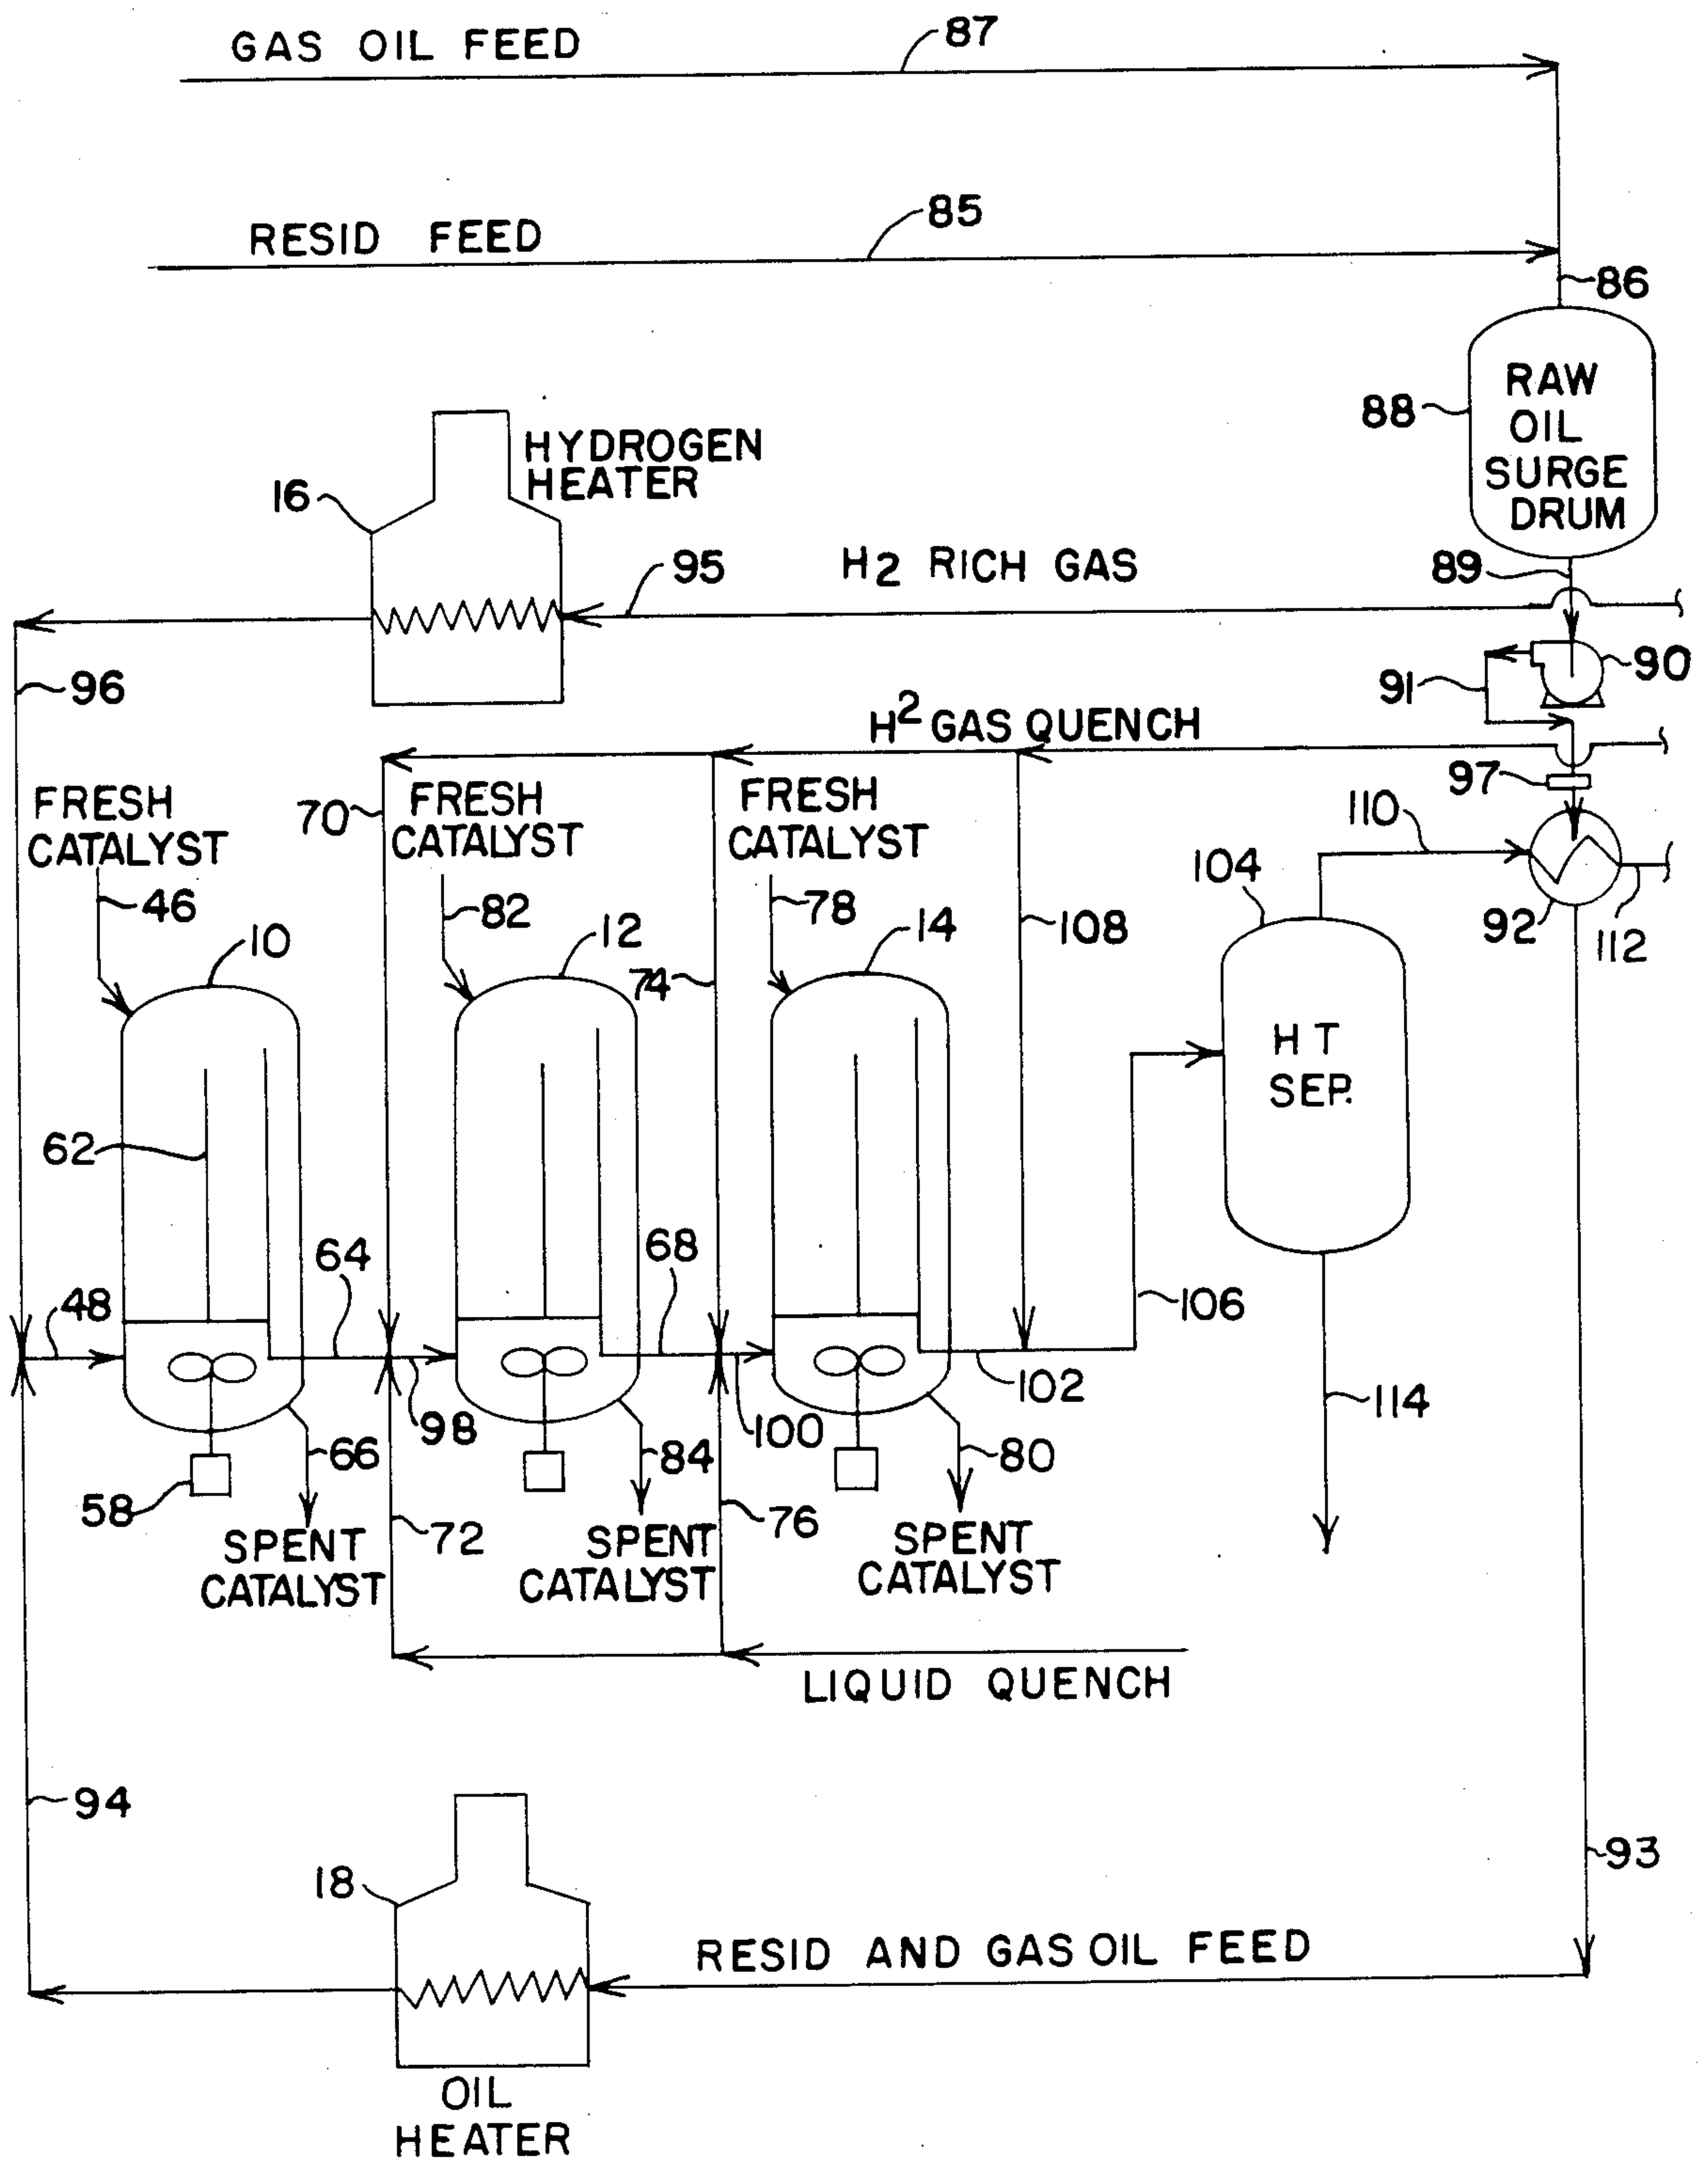 GAS OIL FEED
87
RESID FEED
85
86
RAW
OIL
SURGE
DRUM
88
HYDROGEN
HEATER
16
H2 RICH GAS
95
89
90
91
96
H² GAS QUENCH
97
FRESH
CATALYST
70
FRESH
CATALYST
FRESH
CATALYST
110
104
92
112
46
82
78
108
10
12
14
74
HT
SEP.
62
64
68
48
106
98
100
102
114
66
84
80
58
72
76
SPENT
CATALYST
SPENT
CATALYST
SPENT
CATALYST
LIQUID QUENCH
94
93
18
RESID AND GAS OIL FEED
OIL
HEATER